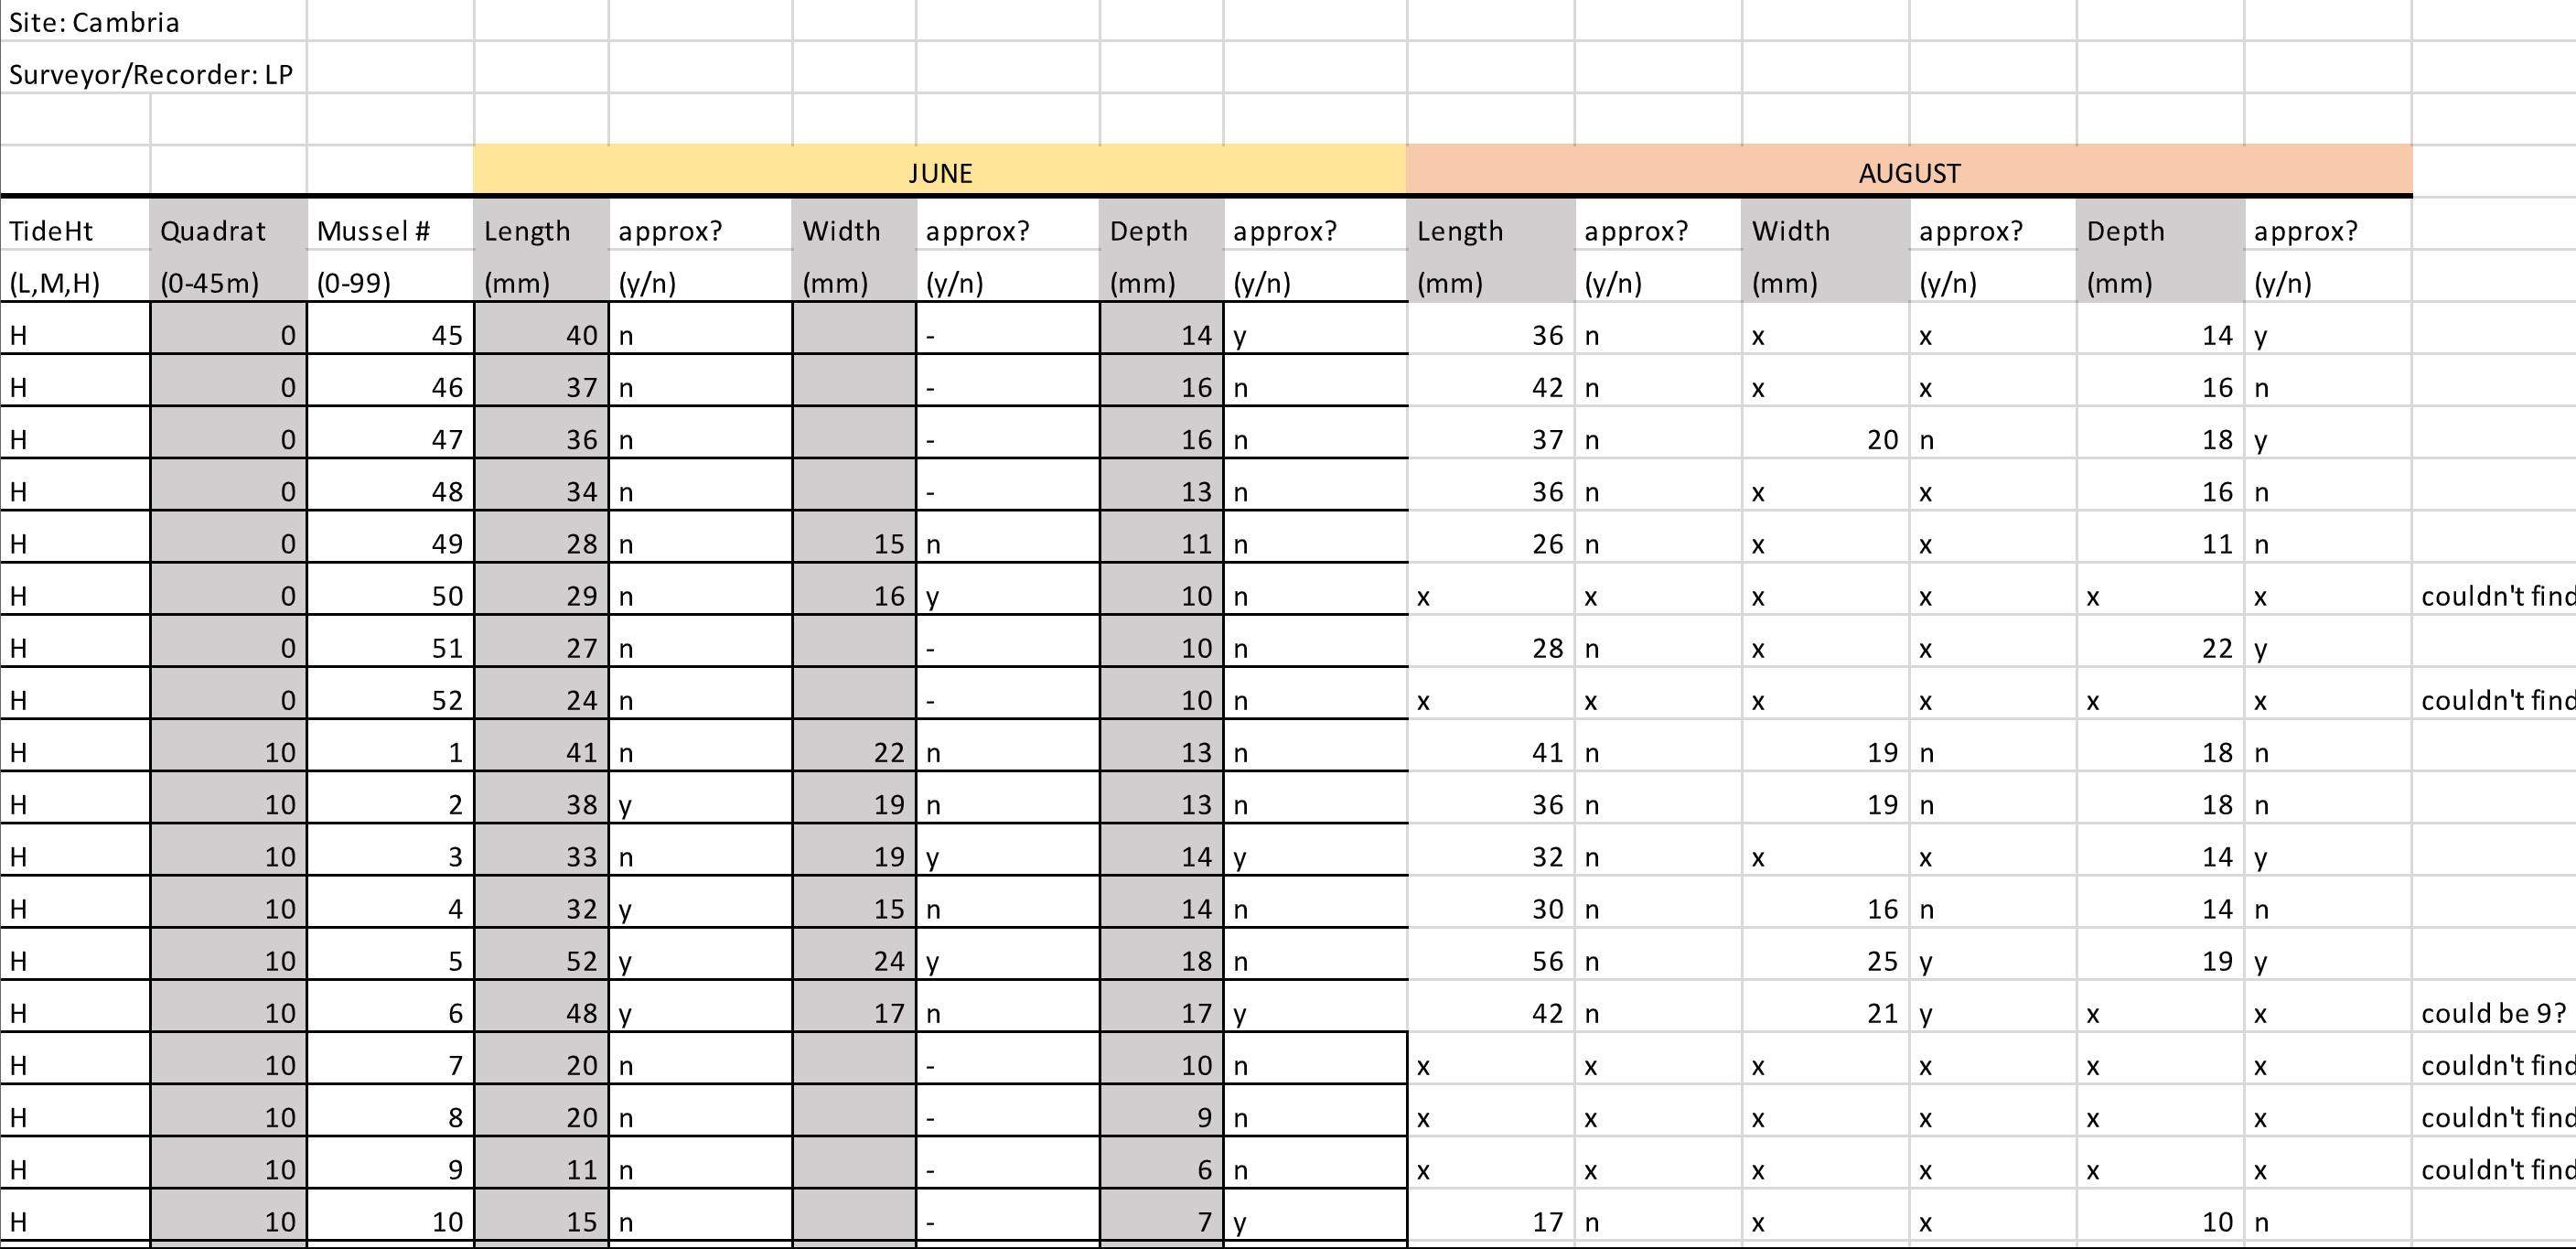 Site: Cambria
Surveyor/Recorder: LP
JUNE AUGUST
TideHt Quadrat Mussel # Length approx? Width approx? Depth approx? Length approx? Width approx? Depth approx?
(L,M,H) (0-45m) (0-99) (mm) (y/n) (mm) (y/n) (mm) (y/n) (mm) (y/n) (mm) (y/n) (mm) (y/n)
H 0 45 40 n - 14 y 36 n x x 14 y
H 0 46 37 n - 16 n 42 n x x 16 n
H 0 47 36 n - 16 n 37 n 20 n 18 y
H 0 48 34 n - 13 n 36 n x x 16 n
H 0 49 28 n 15 n 11 n 26 n x x 11 n
H 0 50 29 n 16 y 10 n x x x x x x couldn't find
H 0 51 27 n - 10 n 28 n x x 22 y
H 0 52 24 n - 10 n x x x x x x couldn't find
H 10 1 41 n 22 n 13 n 41 n 19 n 18 n
H 10 2 38 y 19 n 13 n 36 n 19 n 18 n
H 10 3 33 n 19 y 14 y 32 n x x 14 y
H 10 4 32 y 15 n 14 n 30 n 16 n 14 n
H 10 5 52 y 24 y 18 n 56 n 25 y 19 y
H 10 6 48 y 17 n 17 y 42 n 21 y x x could be 9?
H 10 7 20 n - 10 n x x x x x x couldn't find
H 10 8 20 n - 9 n x x x x x x couldn't find
H 10 9 11 n - 6 n x x x x x x couldn't find
H 10 10 15 n - 7 y 17 n x x 10 n